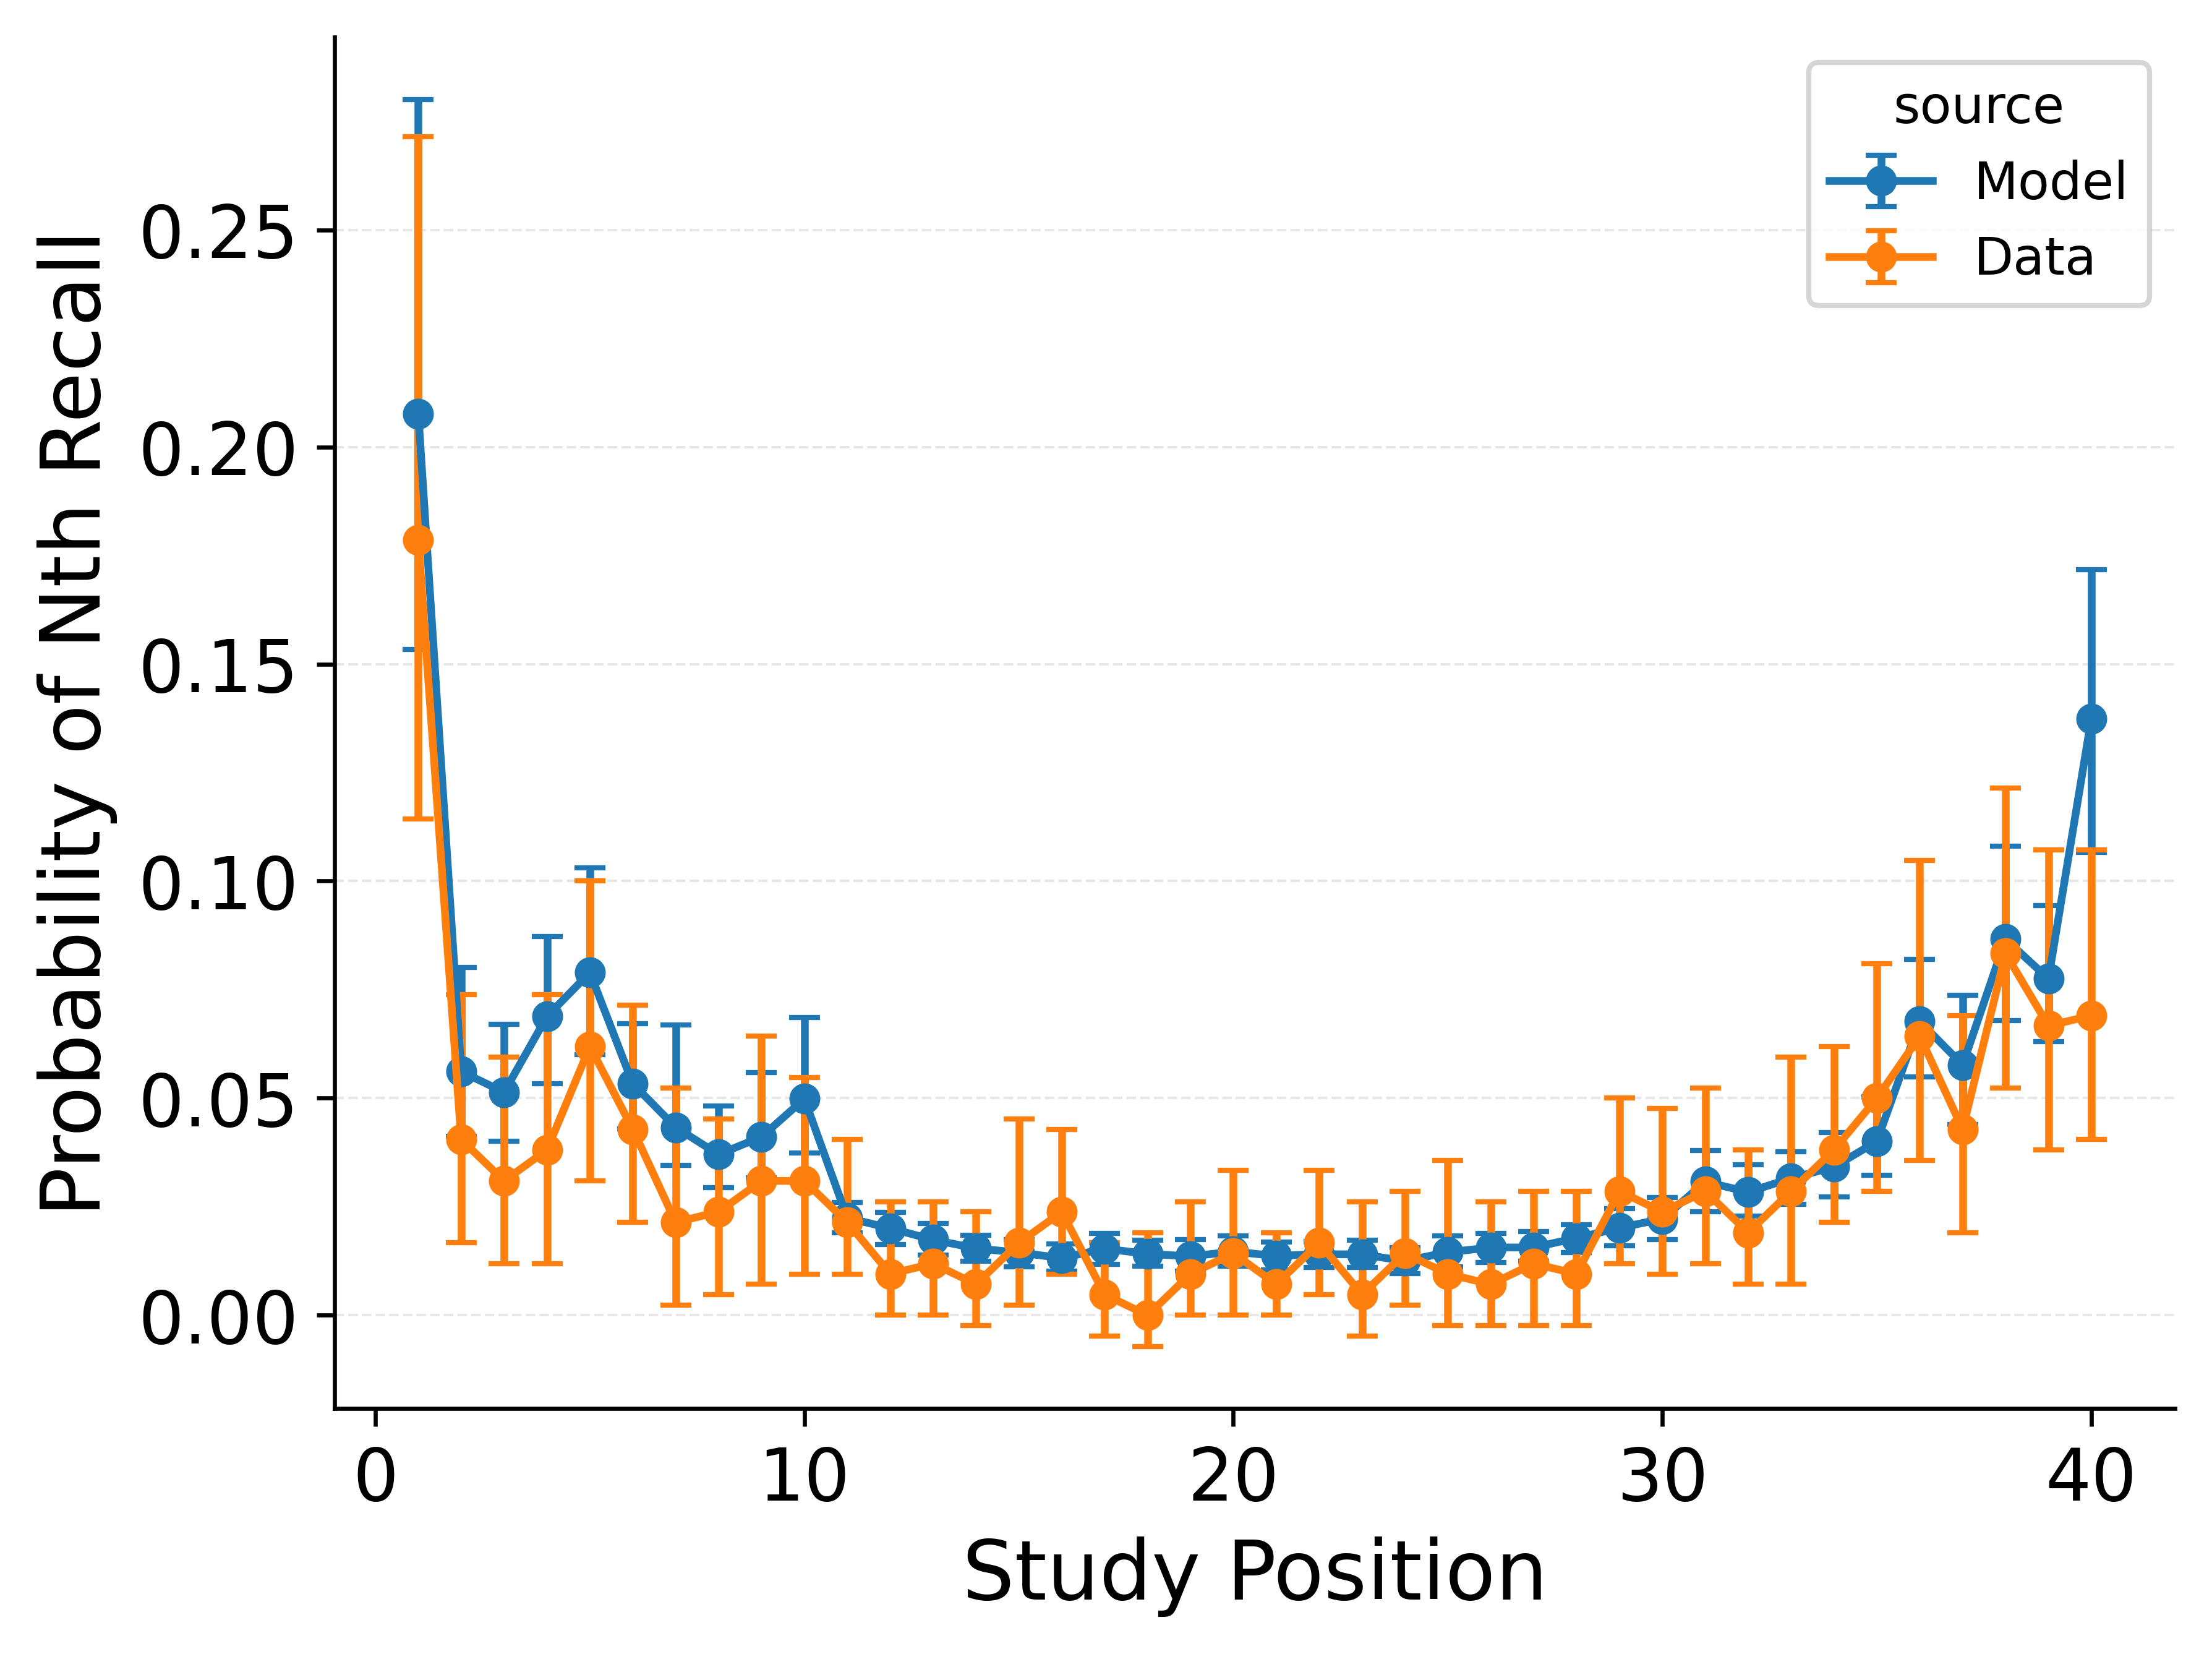 source
Model
Data
Probability of Nth Recall
0.25
0.20
0.15
0.10
0.05
0.00
0 10 20 30 40
Study Position